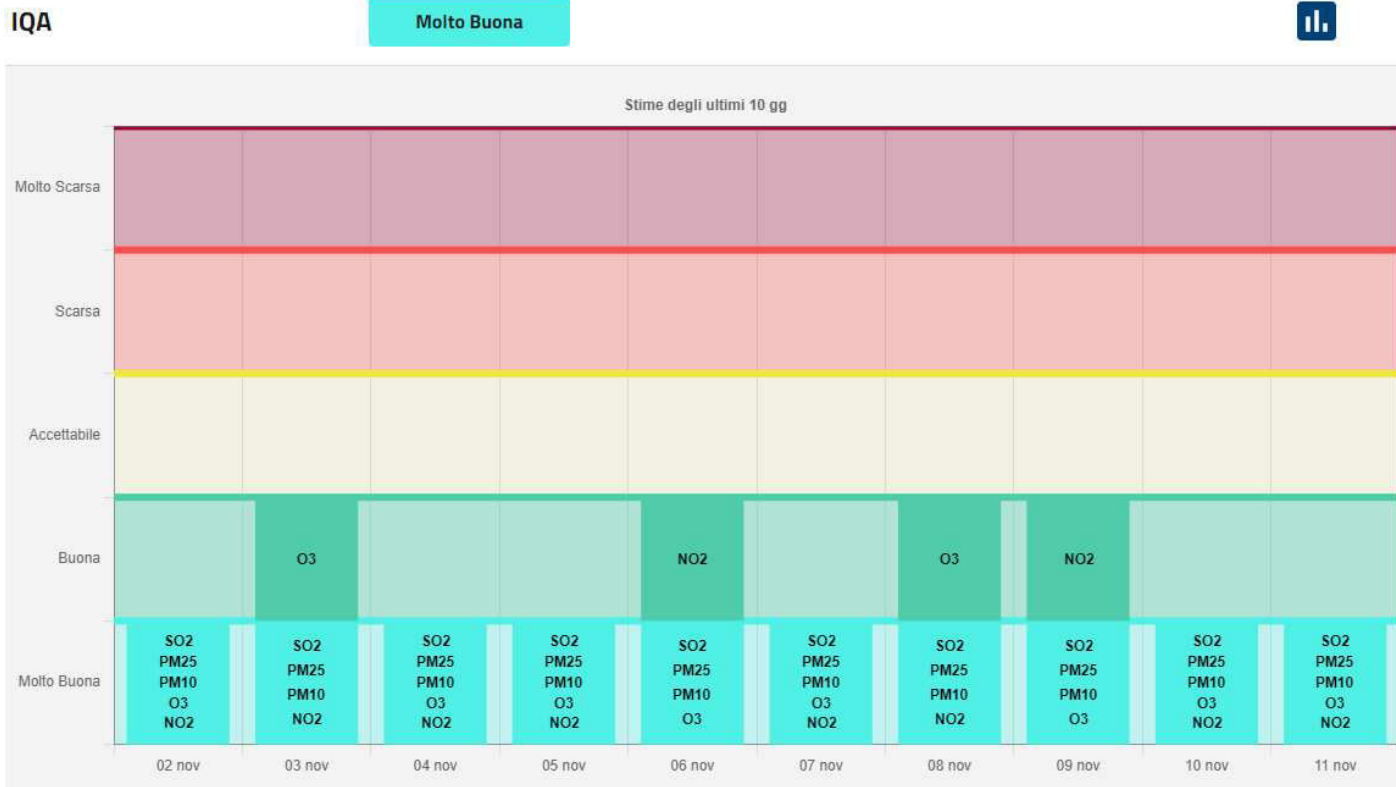 IQA
Molto Buona
Stime degli ultimi 10 gg
Molto Scarsa
Scarsa
Accettabile
Buona
O3
NO2
O3
NO2
Molto Buona
SO2
PM25
PM10
O3
NO2
SO2
PM25
PM10
NO2
SO2
PM25
PM10
O3
NO2
SO2
PM25
PM10
O3
NO2
SO2
PM25
PM10
O3
SO2
PM25
PM10
O3
NO2
SO2
PM25
PM10
NO2
SO2
PM25
PM10
O3
SO2
PM25
PM10
O3
NO2
SO2
PM25
PM10
O3
NO2
02 nov
03 nov
04 nov
05 nov
06 nov
07 nov
08 nov
09 nov
10 nov
11 nov